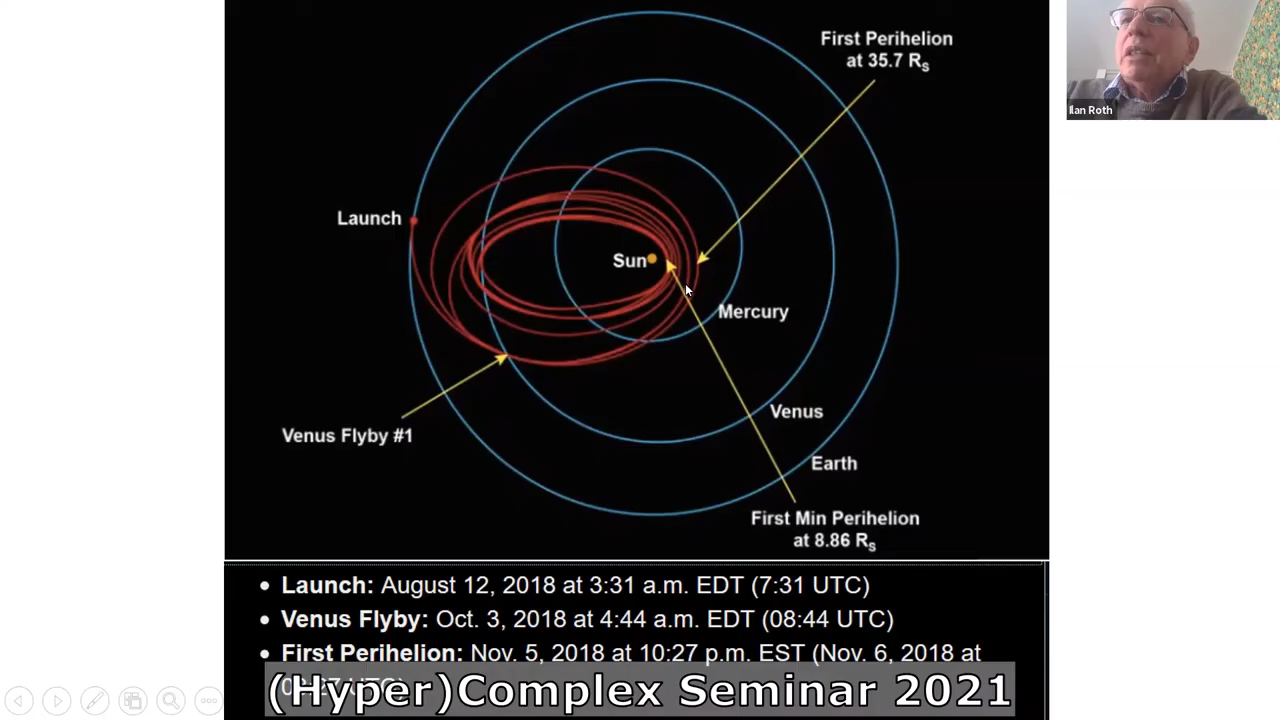 First Perihelion
at 35.7 RS
Ilan Roth
Launch
Sun
Mercury
Venus
Venus Flyby #1
Earth
First Min Perihelion
at 8.86 RS
• Launch: August 12, 2018 at 3:31 a.m. EDT (7:31 UTC)
• Venus Flyby: Oct. 3, 2018 at 4:44 a.m. EDT (08:44 UTC)
• First Perihelion: Nov. 5, 2018 at 10:27 p.m. EST (Nov. 6, 2018 at
(Hyper)Complex Seminar 2021